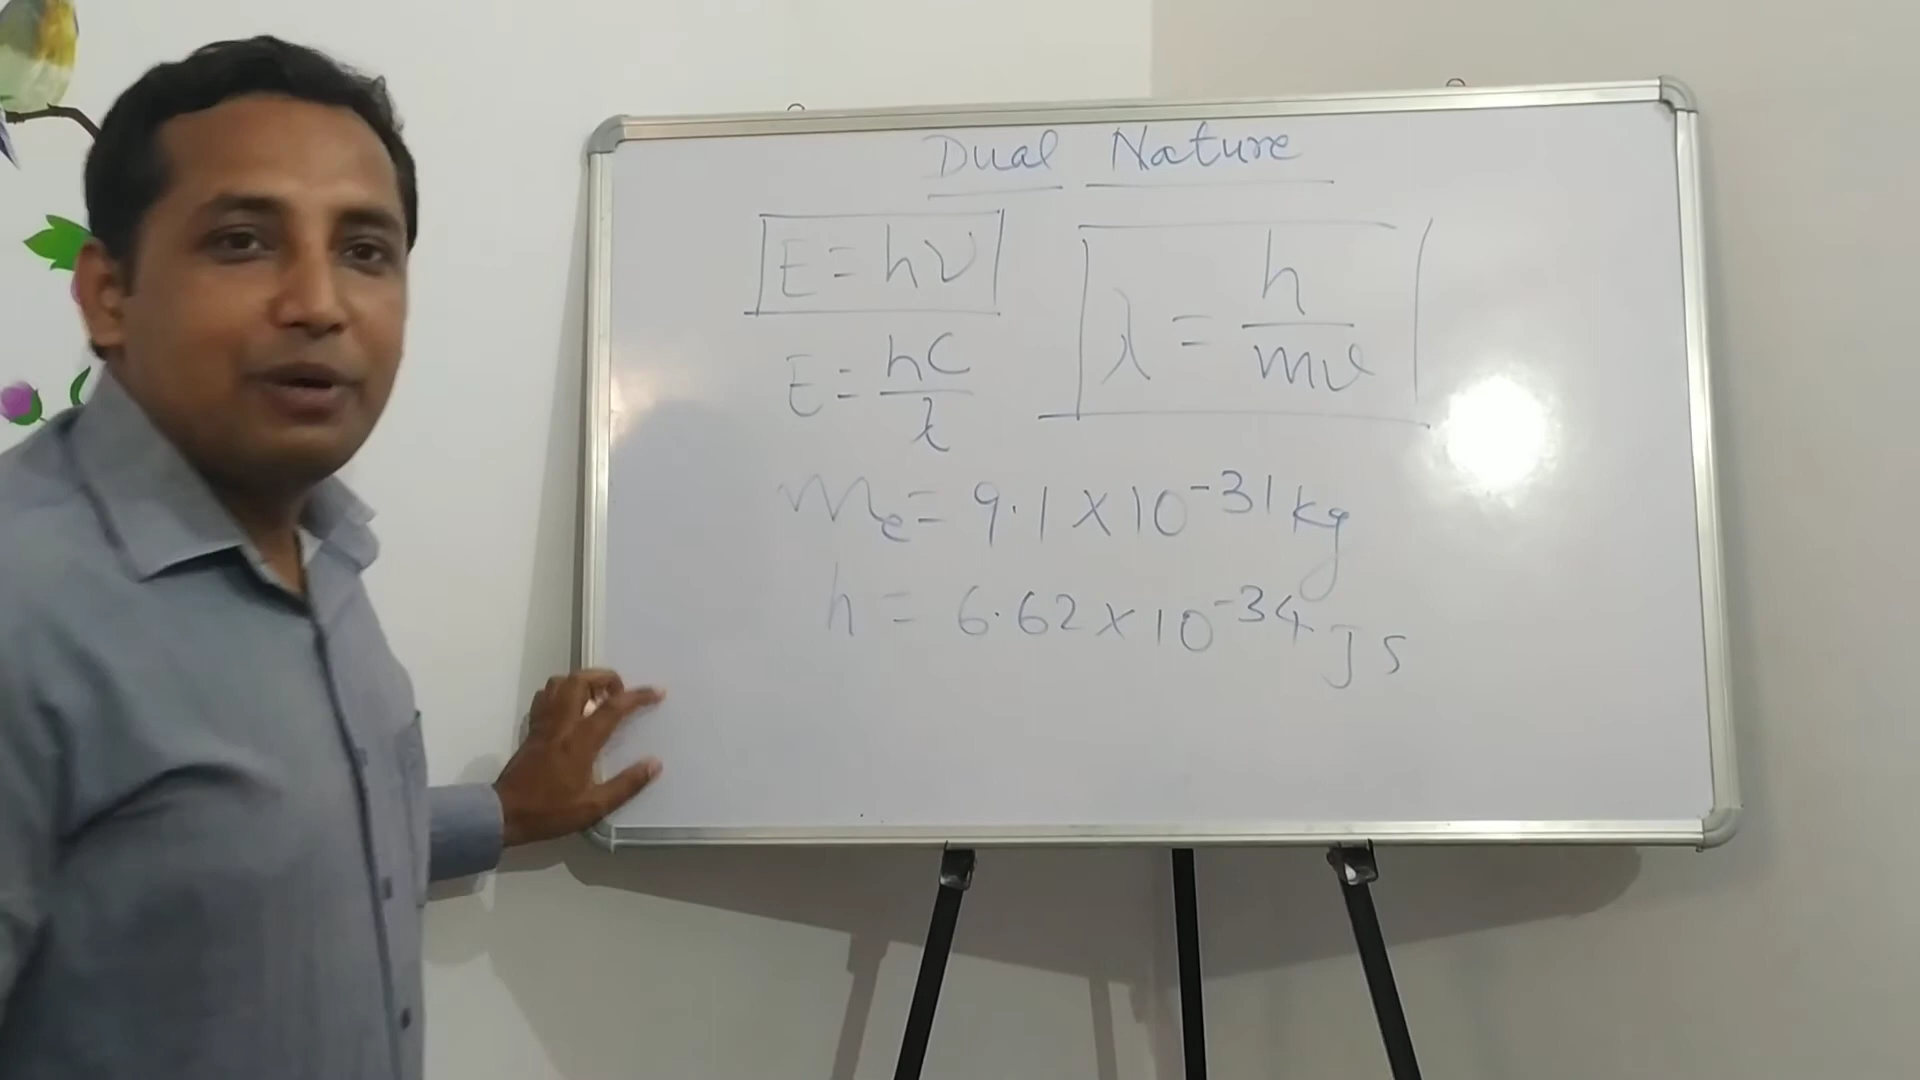 Dual Nature
E = hν
λ = h/mv
E = hc/λ
me = 9.1 × 10⁻³¹ kg
h = 6.62 × 10⁻³⁴ JS